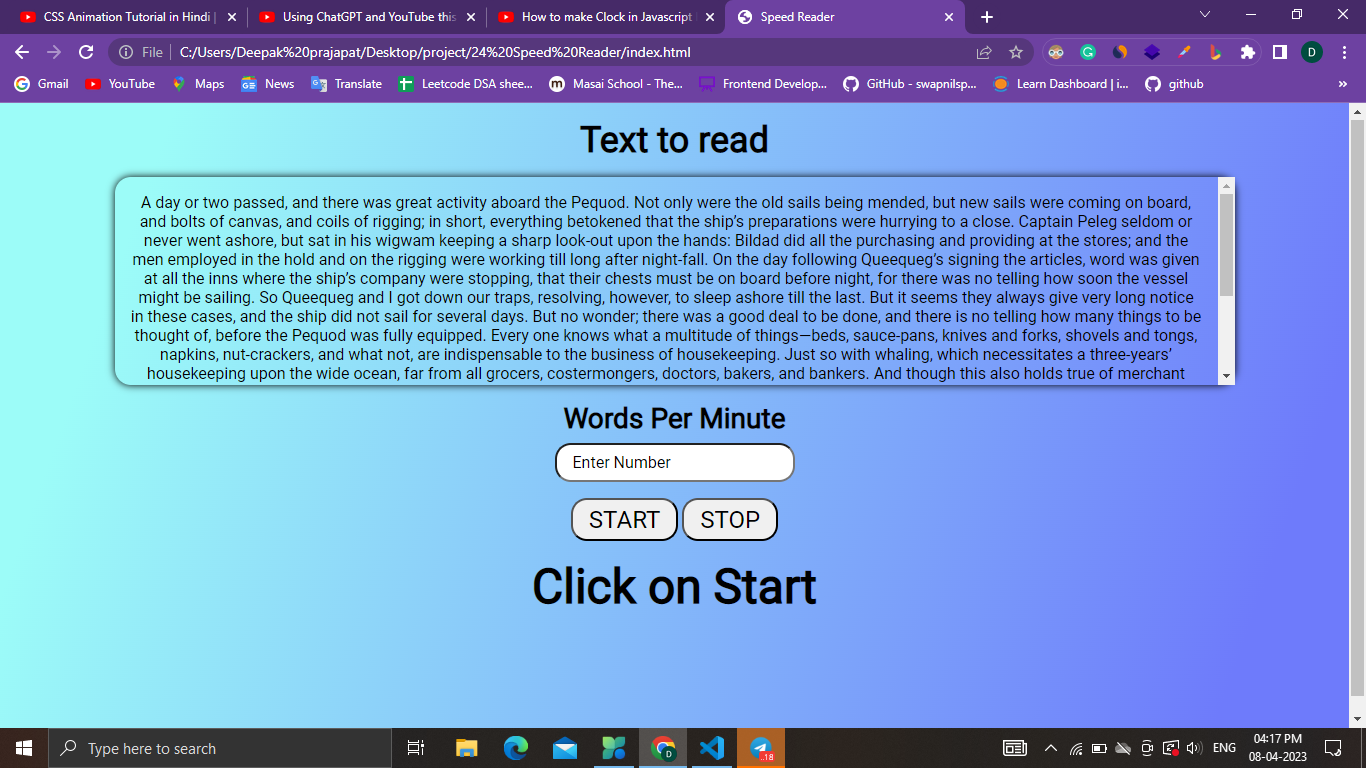 CSS Animation Tutorial in Hindi |
Using ChatGPT and YouTube this
How to make Clock in Javascript
Speed Reader
File
C:/Users/Deepak%20prajapat/Desktop/project/24%20Speed%20Reader/index.html
D
Gmail
YouTube
Maps
News
Translate
Leetcode DSA shee...
Masai School - The...
Frontend Develop...
GitHub - swapnilsp...
Learn Dashboard | i...
github
»
Text to read
A day or two passed, and there was great activity aboard the Pequod. Not only were the old sails being mended, but new sails were coming on board,
and bolts of canvas, and coils of rigging; in short, everything betokened that the ship’s preparations were hurrying to a close. Captain Peleg seldom or
never went ashore, but sat in his wigwam keeping a sharp look-out upon the hands: Bildad did all the purchasing and providing at the stores; and the
men employed in the hold and on the rigging were working till long after night-fall. On the day following Queequeg’s signing the articles, word was given
at all the inns where the ship’s company were stopping, that their chests must be on board before night, for there was no telling how soon the vessel
might be sailing. So Queequeg and I got down our traps, resolving, however, to sleep ashore till the last. But it seems they always give very long notice
in these cases, and the ship did not sail for several days. But no wonder; there was a good deal to be done, and there is no telling how many things to be
thought of, before the Pequod was fully equipped. Every one knows what a multitude of things—beds, sauce-pans, knives and forks, shovels and tongs,
napkins, nut-crackers, and what not, are indispensable to the business of housekeeping. Just so with whaling, which necessitates a three-years’
housekeeping upon the wide ocean, far from all grocers, costermongers, doctors, bakers, and bankers. And though this also holds true of merchant
Words Per Minute
Enter Number
START
STOP
Click on Start
Type here to search
D
..18
ENG
04:17 PM
08-04-2023